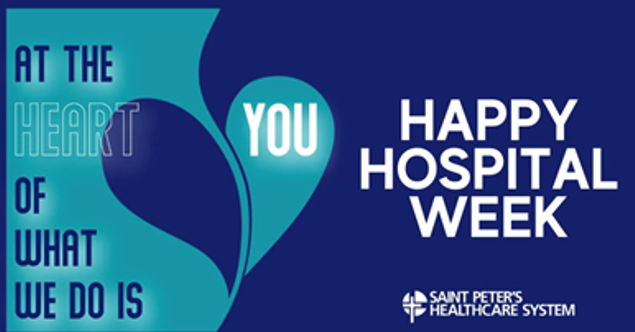 AT THE
HEART
OF
WHAT
WE DO IS
YOU
HAPPY
HOSPITAL
WEEK
SAINT PETER'S
HEALTHCARE SYSTEM